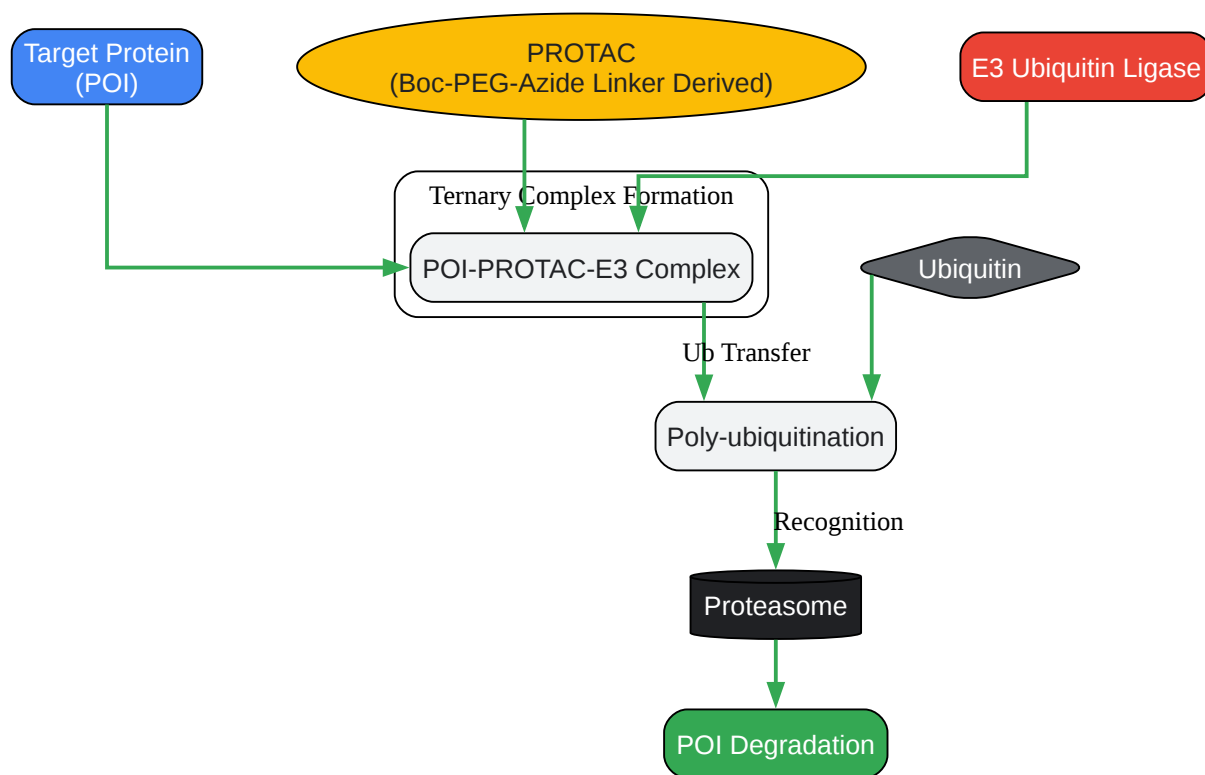 Target Protein
(POI)
PROTAC
(Boc-PEG-Azide Linker Derived)
E3 Ubiquitin Ligase
Ternary Complex Formation
POI-PROTAC-E3 Complex
Ubiquitin
Ub Transfer
Poly-ubiquitination
Recognition
Proteasome
POI Degradation